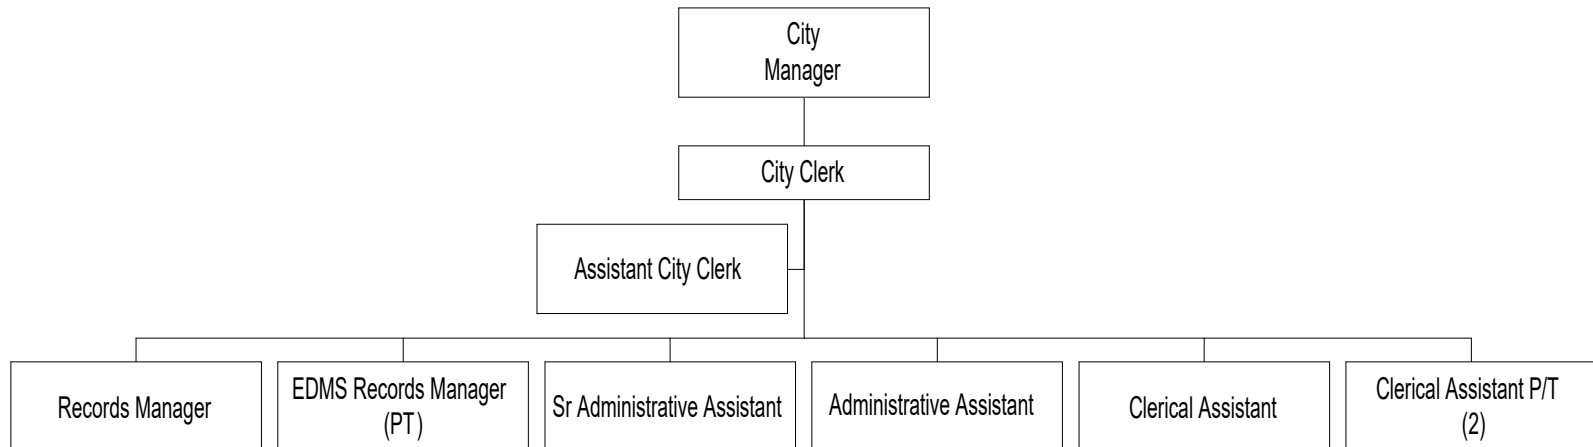 City
Manager
City Clerk
Assistant City Clerk
Records Manager
EDMS Records Manager
(PT)
Sr Administrative Assistant
Administrative Assistant
Clerical Assistant
Clerical Assistant P/T
(2)